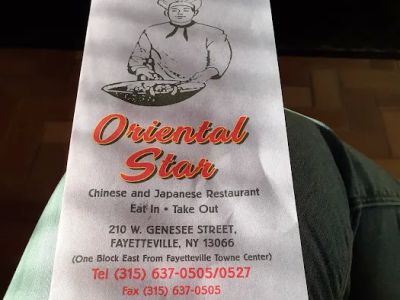 Oriental
Star
Chinese and Japanese Restaurant
Eat In • Take Out
210 W. GENESEE STREET,
FAYETTEVILLE, NY 13066
(One Block East From Fayetteville Towne Center)
Tel (315) 637-0505/0527
Fax (315) 637-0505